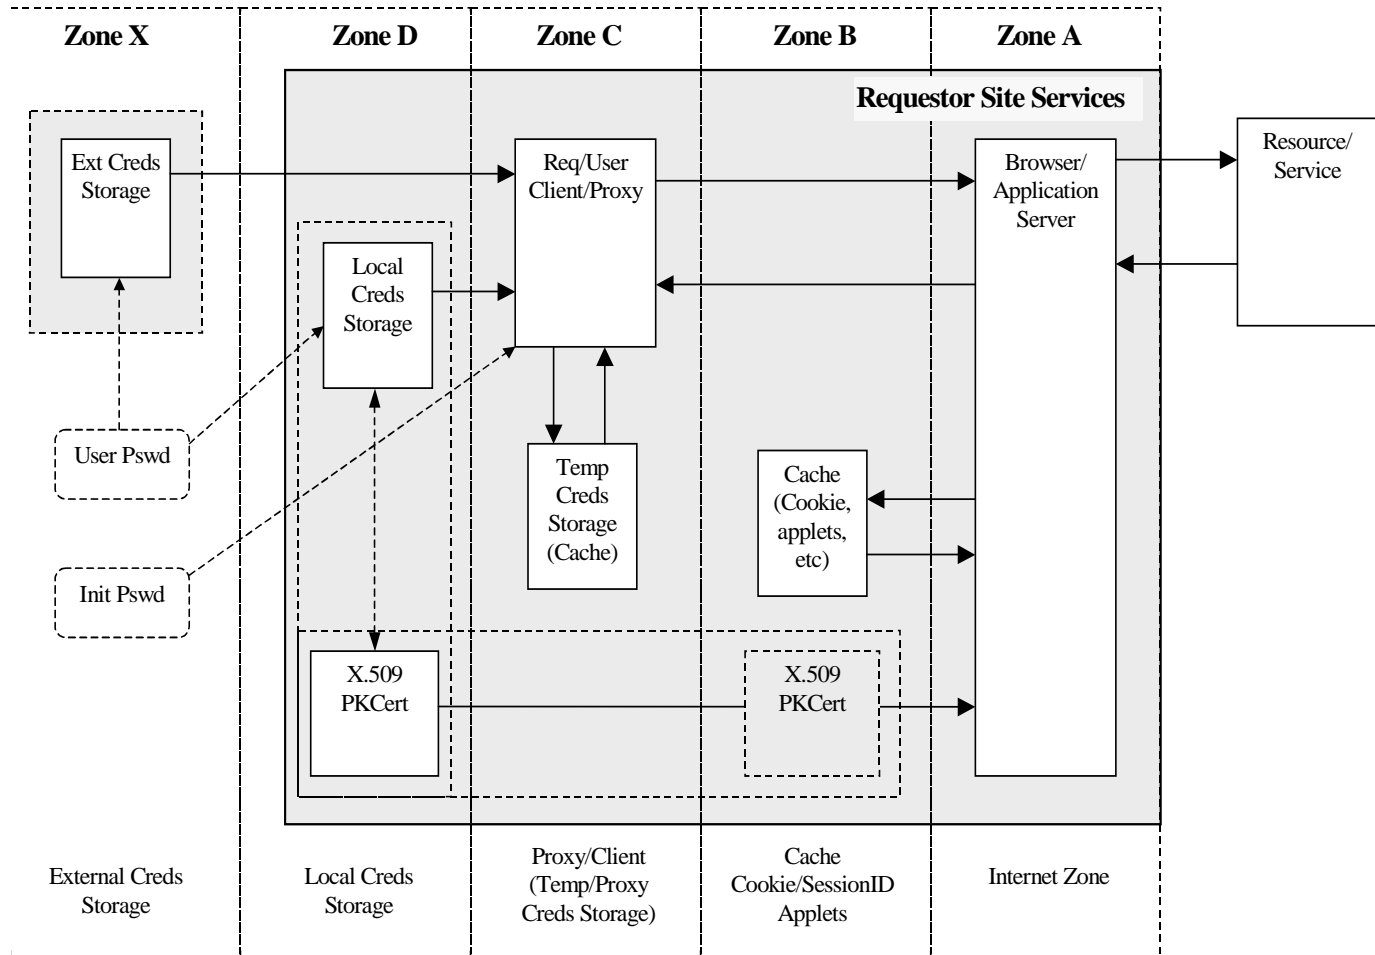 Zone X
Zone D
Zone C
Zone B
Zone A
Requestor Site Services
Ext Creds
Storage
Req/User
Client/Proxy
Browser/
Application
Server
Resource/
Service
Local
Creds
Storage
User Pswd
Temp
Creds
Storage
(Cache)
Cache
(Cookie,
applets,
etc)
Init Pswd
X.509
PKCert
X.509
PKCert
External Creds
Storage
Local Creds
Storage
Proxy/Client
(Temp/Proxy
Creds Storage)
Cache
Cookie/SessionID
Applets
Internet Zone